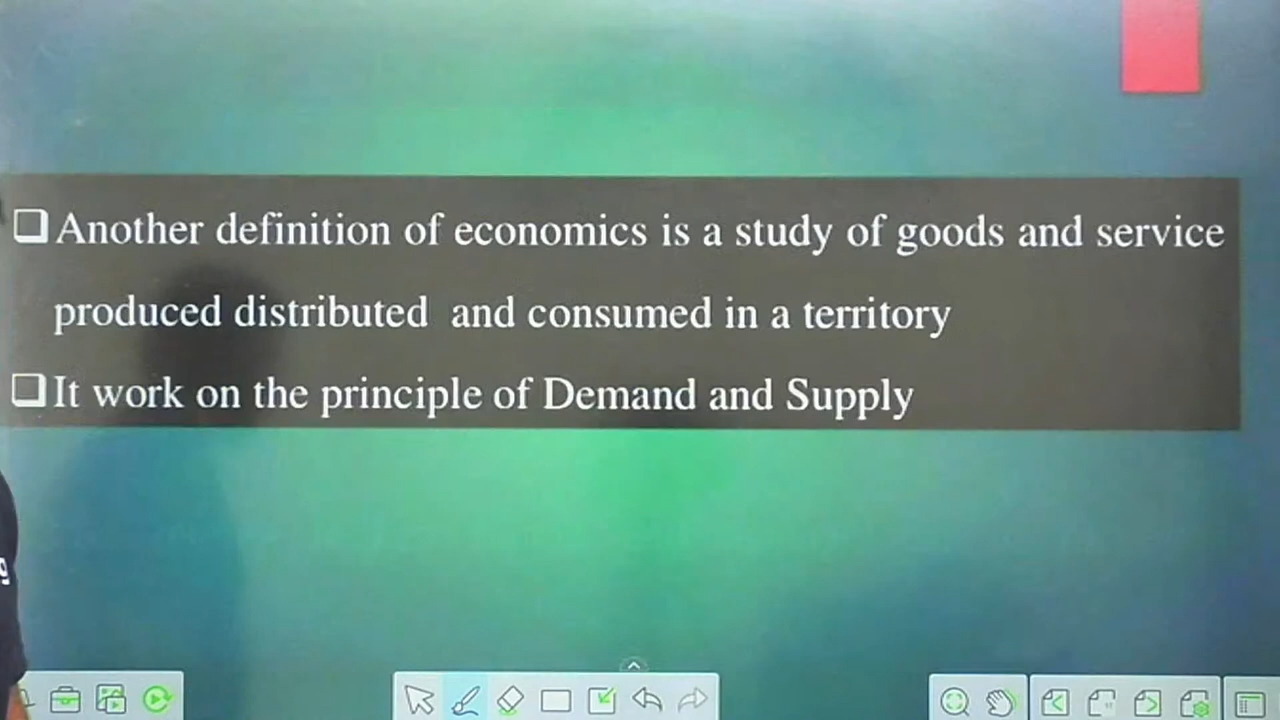 Another definition of economics is a study of goods and service
produced distributed and consumed in a territory
It work on the principle of Demand and Supply